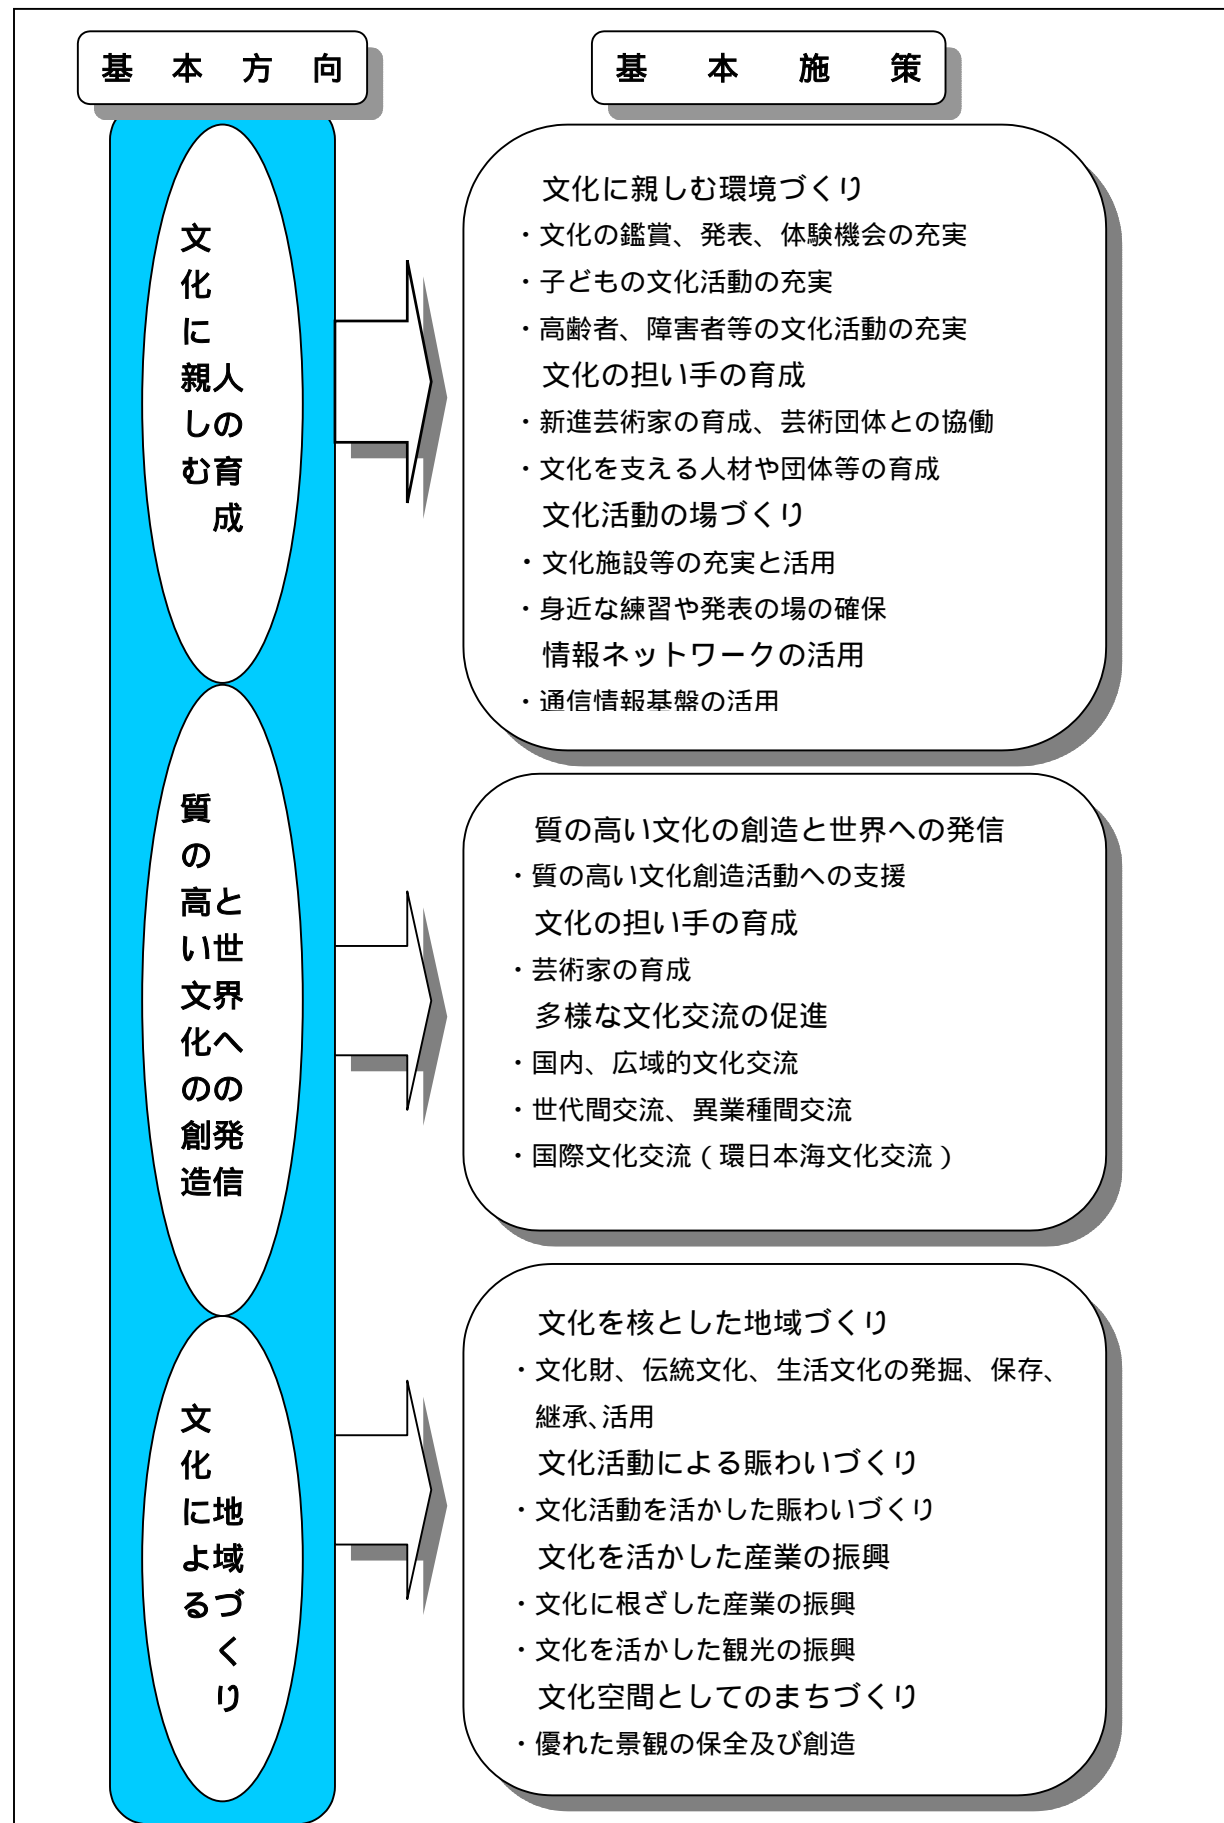 基本方向
基本施策
文化に親しむ
人の育成
文化に親しむ環境づくり
・文化の鑑賞、発表、体験機会の充実
・子どもの文化活動の充実
・高齢者、障害者等の文化活動の充実
文化の担い手の育成
・新進芸術家の育成、芸術団体との協働
・文化を支える人材や団体等の育成
文化活動の場づくり
・文化施設等の充実と活用
・身近な練習や発表の場の確保
情報ネットワークの活用
・通信情報基盤の活用
質の高い文化の創造
と世界への発信
質の高い文化の創造と世界への発信
・質の高い文化創造活動への支援
文化の担い手の育成
・芸術家の育成
多様な文化交流の促進
・国内、広域的文化交流
・世代間交流、異業種間交流
・国際文化交流（環日本海文化交流）
文化による
地域づくり
文化を核とした地域づくり
・文化財、伝統文化、生活文化の発掘、保存、
継承、活用
文化活動による賑わいづくり
・文化活動を活かした賑わいづくり
文化を活かした産業の振興
・文化に根ざした産業の振興
・文化を活かした観光の振興
文化空間としてのまちづくり
・優れた景観の保全及び創造